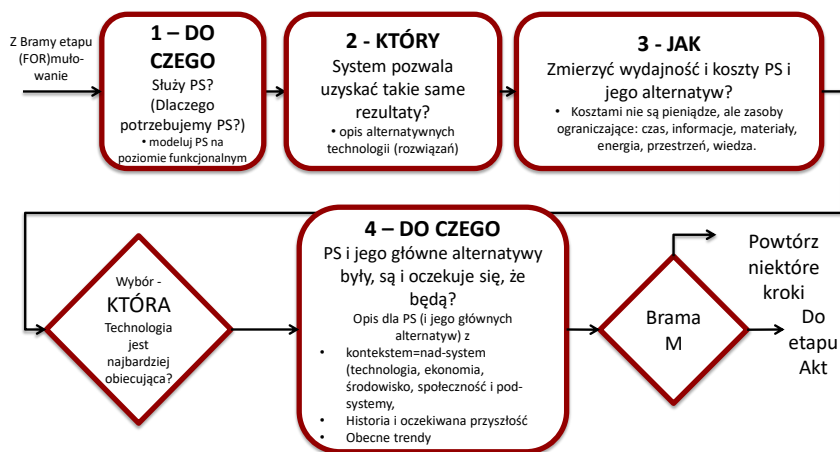 Z Bramy etapu
(FOR)muło-
wanie
1 – DO
CZEGO
Służy PS?
(Dlaczego
potrzebujemy PS?)
• modeluj PS na
poziomie funkcjonalnym
2 - KTÓRY
System pozwala
uzyskać takie same
rezultaty?
• opis alternatywnych
technologii (rozwiązań)
3 - JAK
Zmierzyć wydajność i koszty PS i
jego alternatyw?
• Kosztami nie są pieniądze, ale zasoby
ograniczające: czas, informacje, materiały,
energia, przestrzeń, wiedza.
Wybór -
KTÓRA
Technologia
jest
najbardziej
obiecująca?
4 – DO CZEGO
PS i jego główne alternatywy
były, są i oczekuje się, że
będą?
Opis dla PS (i jego głównych
alternatyw) z
• kontekstem=nad-system
(technologia, ekonomia,
środowisko, społeczność i pod-
systemy,
• Historia i oczekiwana przyszłość
• Obecne trendy
Brama
M
Powtórz
niektóre
kroki
Do
etapu
Akt